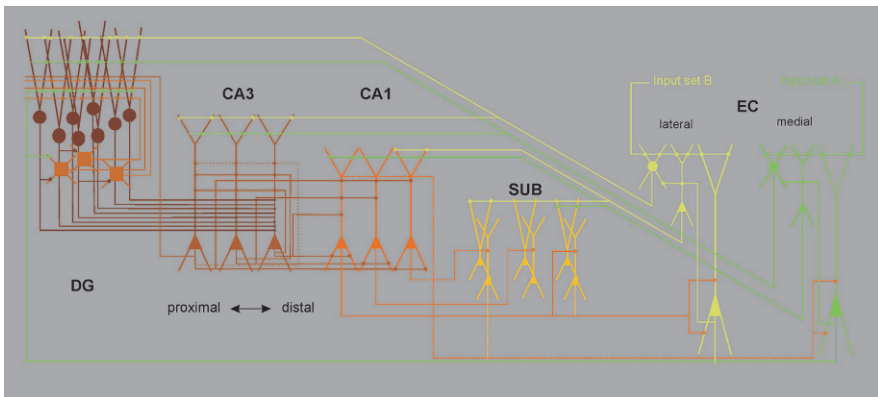 CA3
CA1
Input set B
EC
lateral
medial
SUB
DG
proximal
distal